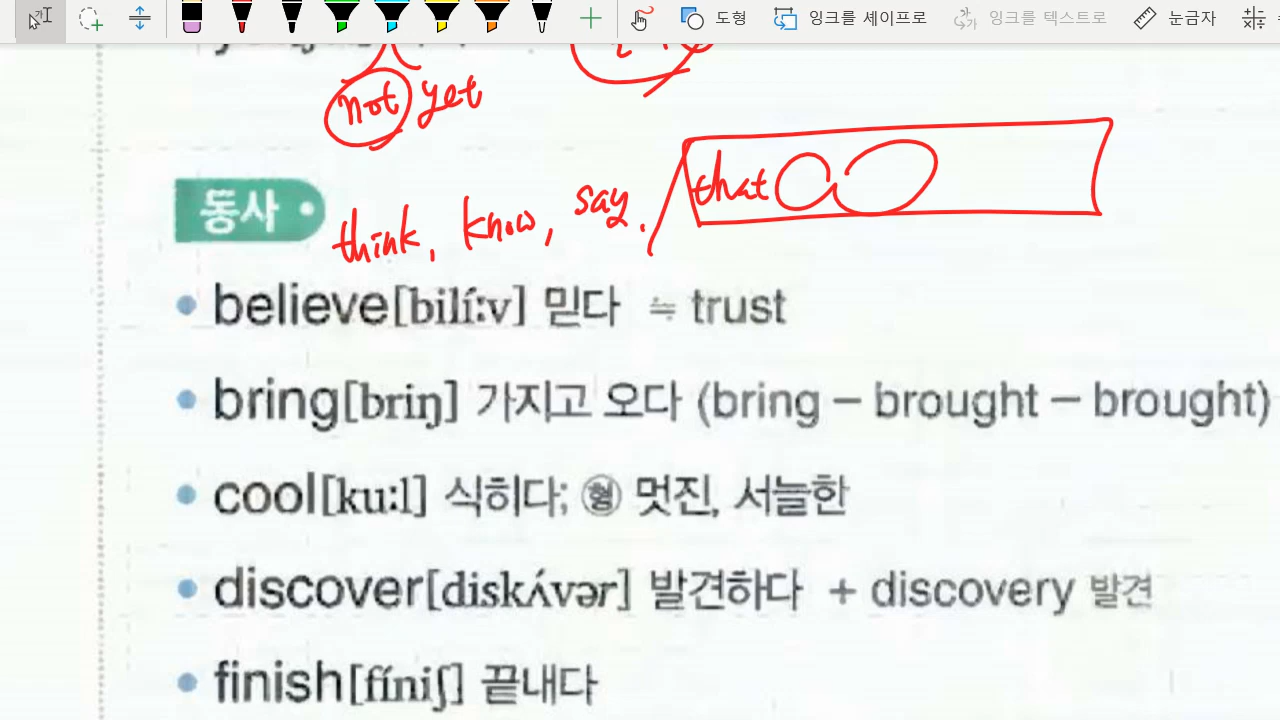 도형 잉크를 셰이프로 잉크를 텍스트로 눈금자
not yet
that
동사
think, know, say.
believe[bilíːv] 믿다 ≒ trust
bring[briŋ] 가지고 오다 (bring – brought – brought)
cool[kuːl] 식히다; 형 멋진, 서늘한
discover[diskʌ́vər] 발견하다 + discovery 발견
finish[fíniʃ] 끝내다